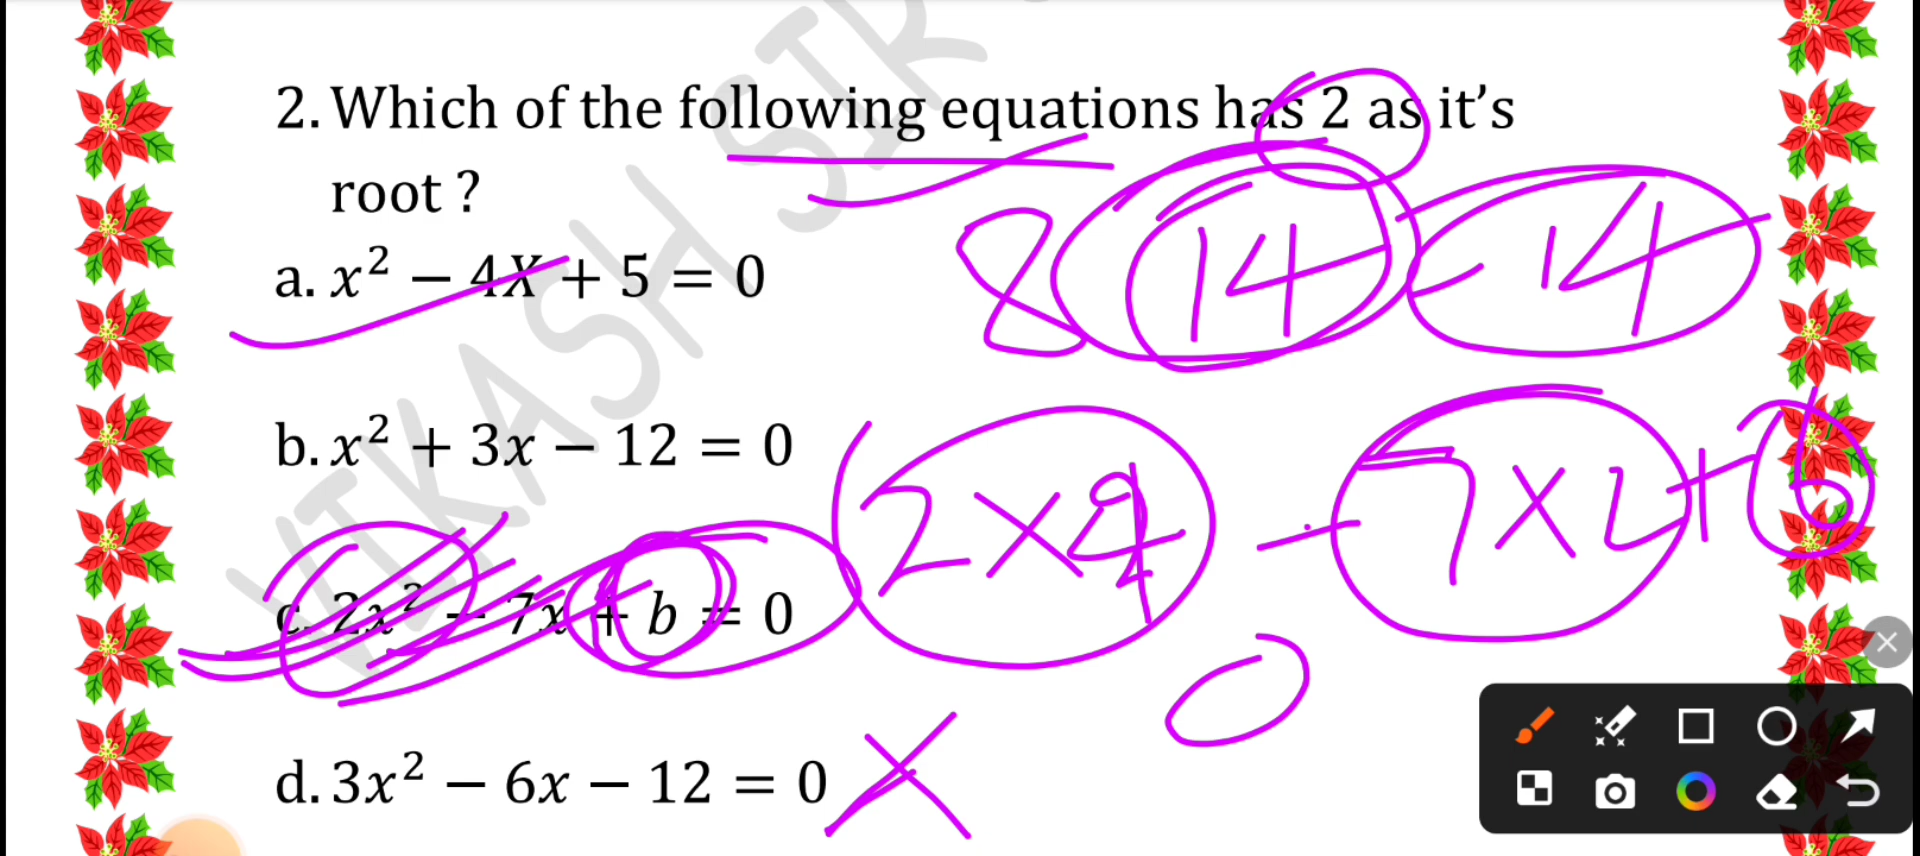 2. Which of the following equations has 2 as it's
root ?
a. x² − 4X + 5 = 0
8 14 − 14
b. x² + 3x − 12 = 0
2 × 4 − 7 × 2 + 6
c. 2x² − 7x + b = 0
0
d. 3x² − 6x − 12 = 0
VIKASH SIR